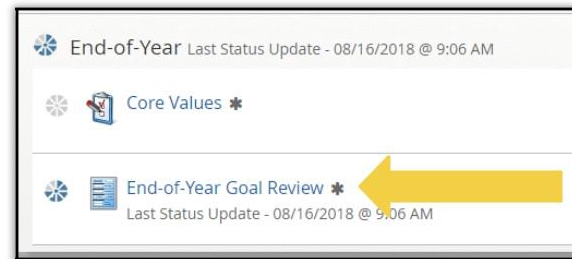 End-of-Year Last Status Update - 08/16/2018 @ 9:06 AM
Core Values ✱
End-of-Year Goal Review ✱
Last Status Update - 08/16/2018 @ 9:06 AM